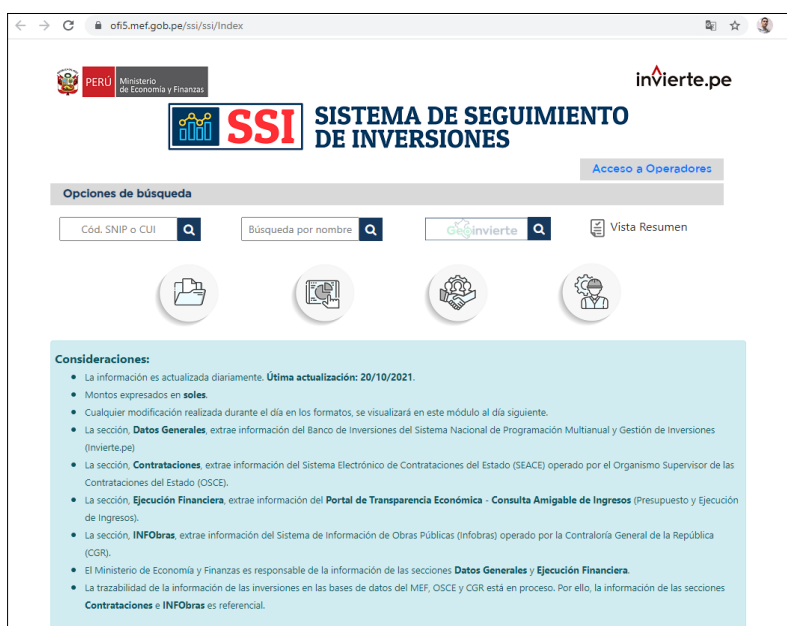 ofi5.mef.gob.pe/ssi/ssi/Index
PERÚ
Ministerio
de Economía y Finanzas
invierte.pe
SSI
SISTEMA DE SEGUIMIENTO
DE INVERSIONES
Acceso a Operadores
Opciones de búsqueda
Cód. SNIP o CUI
Búsqueda por nombre
Geoinvierte
Vista Resumen
Consideraciones:
• La información es actualizada diariamente. Útima actualización: 20/10/2021.
• Montos expresados en soles.
• Cualquier modificación realizada durante el día en los formatos, se visualizará en este módulo al día siguiente.
• La sección, Datos Generales, extrae información del Banco de Inversiones del Sistema Nacional de Programación Multianual y Gestión de Inversiones
(Invierte.pe)
• La sección, Contrataciones, extrae información del Sistema Electrónico de Contrataciones del Estado (SEACE) operado por el Organismo Supervisor de las
Contrataciones del Estado (OSCE).
• La sección, Ejecución Financiera, extrae información del Portal de Transparencia Económica - Consulta Amigable de Ingresos (Presupuesto y Ejecución
de Ingresos).
• La sección, INFObras, extrae información del Sistema de Información de Obras Públicas (Infobras) operado por la Contraloría General de la República
(CGR).
• El Ministerio de Economía y Finanzas es responsable de la información de las secciones Datos Generales y Ejecución Financiera.
• La trazabilidad de la información de las inversiones en las bases de datos del MEF, OSCE y CGR está en proceso. Por ello, la información de las secciones
Contrataciones e INFObras es referencial.